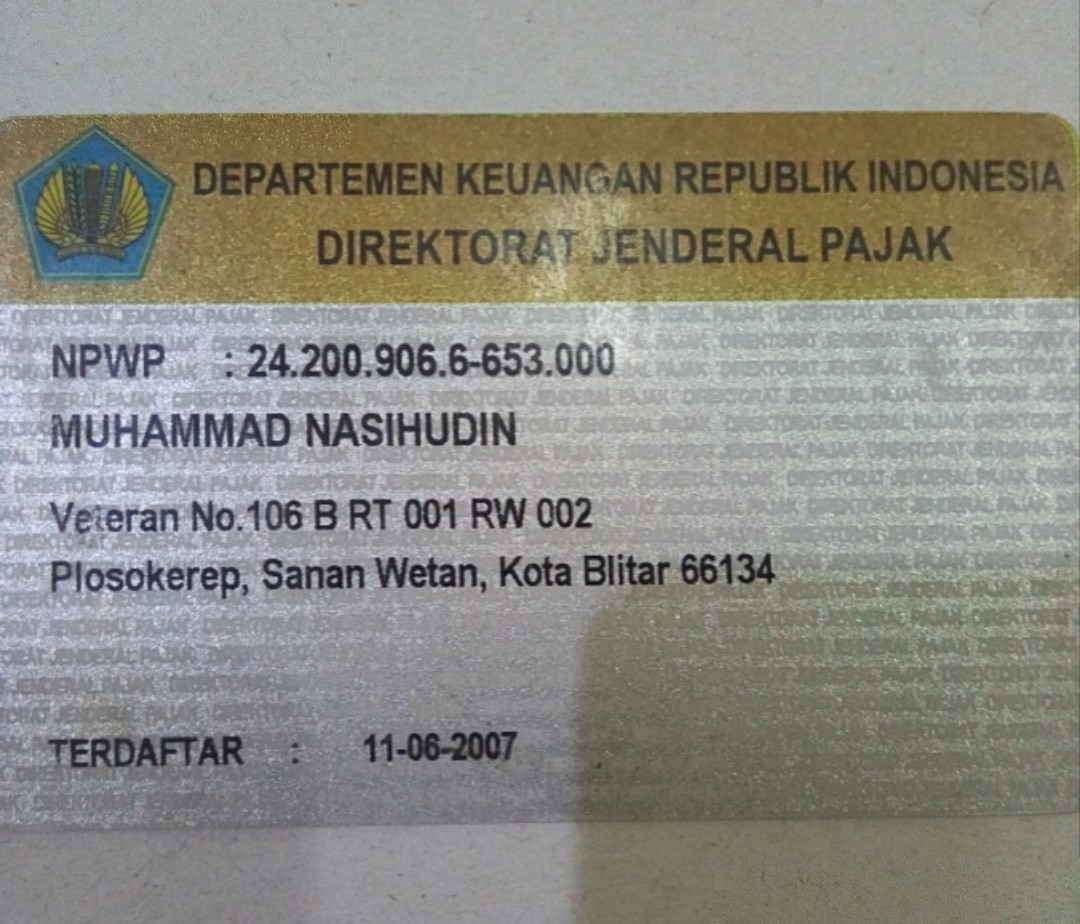 DEPARTEMEN KEUANGAN REPUBLIK INDONESIA
DIREKTORAT JENDERAL PAJAK
NPWP : 24.200.906.6-653.000
MUHAMMAD NASIHUDIN
Veteran No.106 B RT 001 RW 002
Plosokerep, Sanan Wetan, Kota Blitar 66134
TERDAFTAR : 11-06-2007